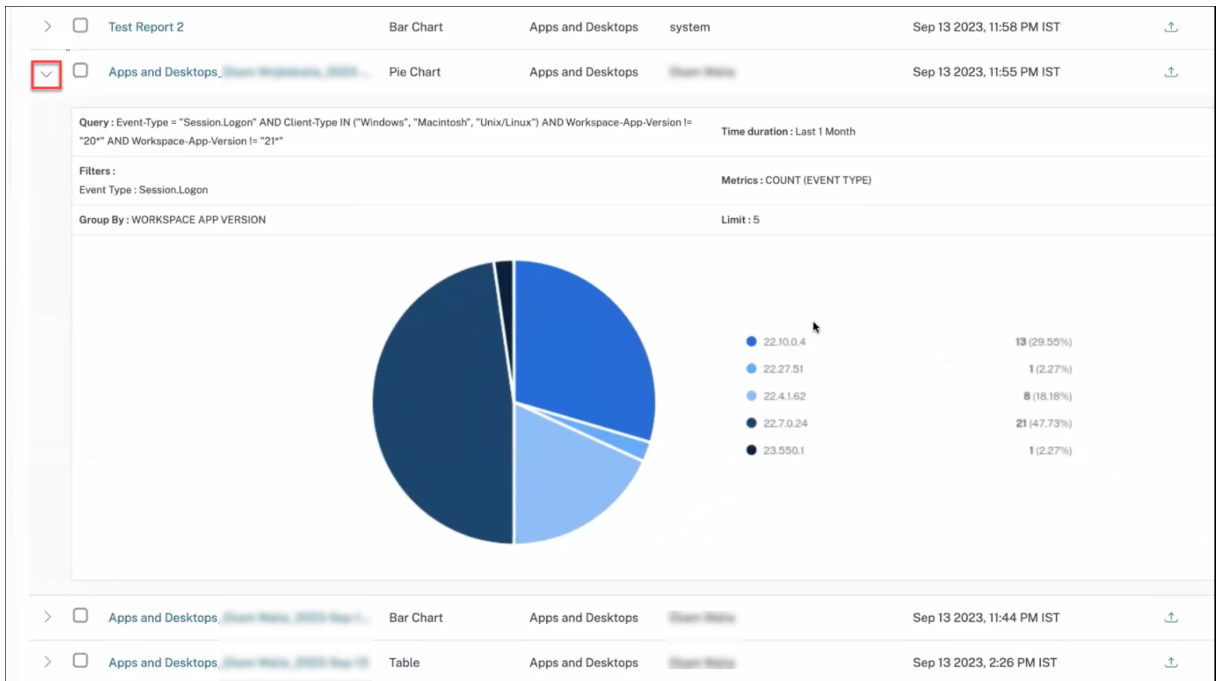 Test Report 2 Bar Chart Apps and Desktops system Sep 13 2023, 11:58 PM IST
Apps and Desktops_ Pie Chart Apps and Desktops Sep 13 2023, 11:55 PM IST
Query : Event-Type = "Session.Logon" AND Client-Type IN ("Windows", "Macintosh", "Unix/Linux") AND Workspace-App-Version !=
"20*" AND Workspace-App-Version != "21*"
Time duration : Last 1 Month
Filters :
Event Type : Session.Logon
Metrics : COUNT (EVENT TYPE)
Group By : WORKSPACE APP VERSION
Limit : 5
22.10.0.4 13 (29.55%)
22.27.51 1 (2.27%)
22.4.1.62 8 (18.18%)
22.7.0.24 21 (47.73%)
23.550.1 1 (2.27%)
Apps and Desktops_ Bar Chart Apps and Desktops Sep 13 2023, 11:44 PM IST
Apps and Desktops_ Table Apps and Desktops Sep 13 2023, 2:26 PM IST